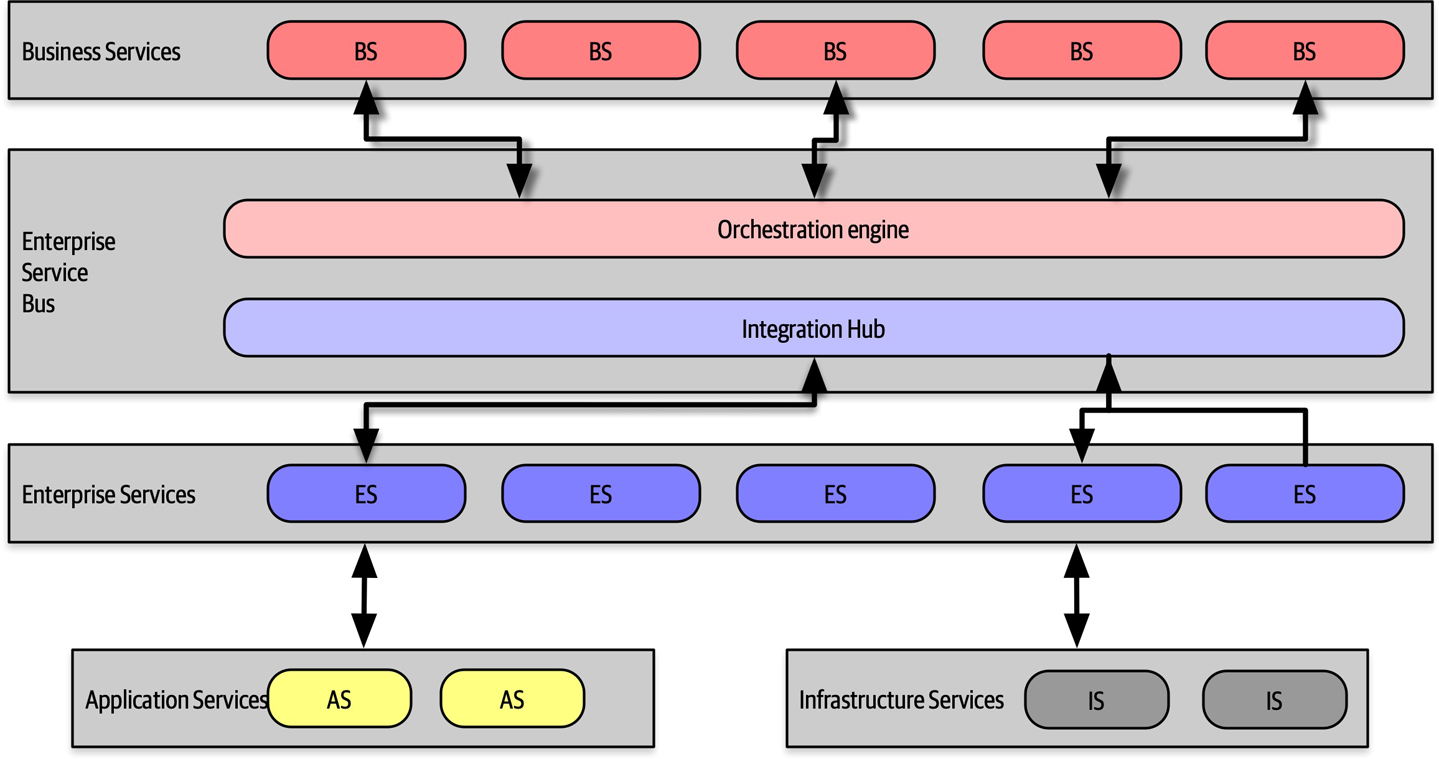 Business Services
BS
BS
BS
BS
BS
Enterprise
Service
Bus
Orchestration engine
Integration Hub
Enterprise Services
ES
ES
ES
ES
ES
Application Services
AS
AS
Infrastructure Services
IS
IS